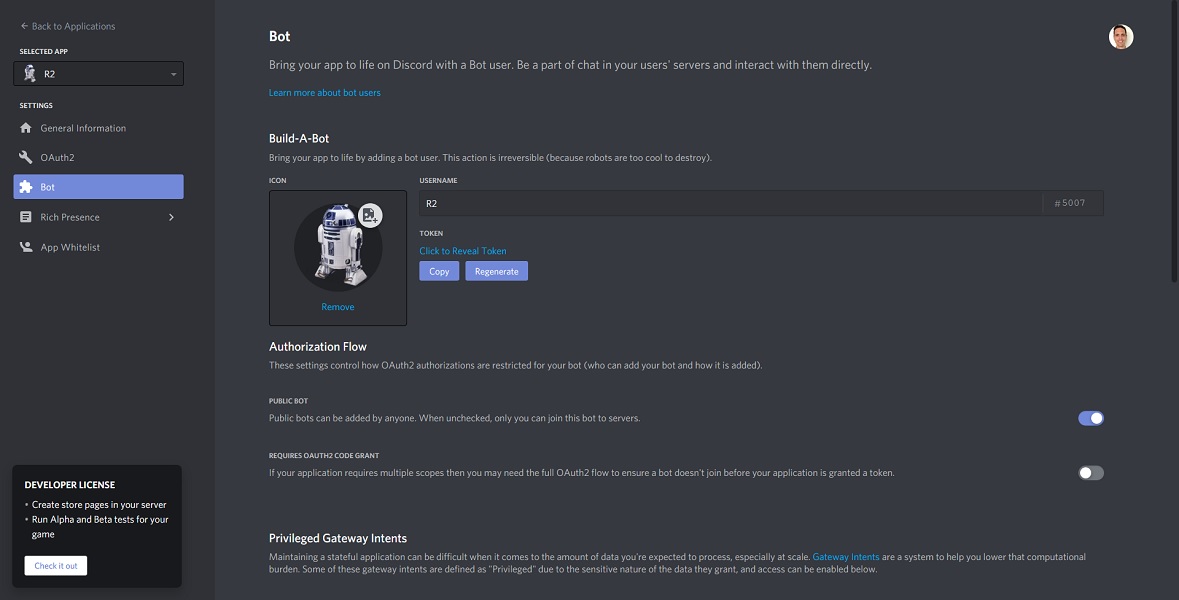 ← Back to Applications
SELECTED APP
R2
SETTINGS
General Information
OAuth2
Bot
Rich Presence
App Whitelist
DEVELOPER LICENSE
• Create store pages in your server
• Run Alpha and Beta tests for your
game
Check it out
Bot
Bring your app to life on Discord with a Bot user. Be a part of chat in your users' servers and interact with them directly.
Learn more about bot users
Build-A-Bot
Bring your app to life by adding a bot user. This action is irreversible (because robots are too cool to destroy).
ICON
Remove
USERNAME
R2 #5007
TOKEN
Click to Reveal Token
Copy Regenerate
Authorization Flow
These settings control how OAuth2 authorizations are restricted for your bot (who can add your bot and how it is added).
PUBLIC BOT
Public bots can be added by anyone. When unchecked, only you can join this bot to servers.
REQUIRES OAUTH2 CODE GRANT
If your application requires multiple scopes then you may need the full OAuth2 flow to ensure a bot doesn't join before your application is granted a token.
Privileged Gateway Intents
Maintaining a stateful application can be difficult when it comes to the amount of data you're expected to process, especially at scale. Gateway Intents are a system to help you lower that computational
burden. Some of these gateway intents are defined as "Privileged" due to the sensitive nature of the data they grant, and access can be enabled below.